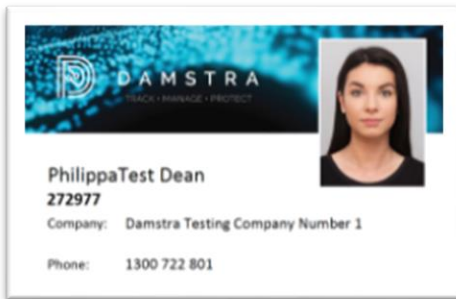 DAMSTRA
TRACK • MANAGE • PROTECT
PhilippaTest Dean
272977
Company: Damstra Testing Company Number 1
Phone: 1300 722 801